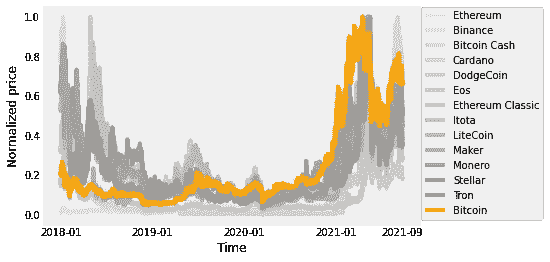 1.0
0.8
0.6
0.4
0.2
0.0
Normalized price
2018-01
2019-01
2020-01
2021-01
2021-09
Time
Ethereum
Binance
Bitcoin Cash
Cardano
DodgeCoin
Eos
Ethereum Classic
Itota
LiteCoin
Maker
Monero
Stellar
Tron
Bitcoin